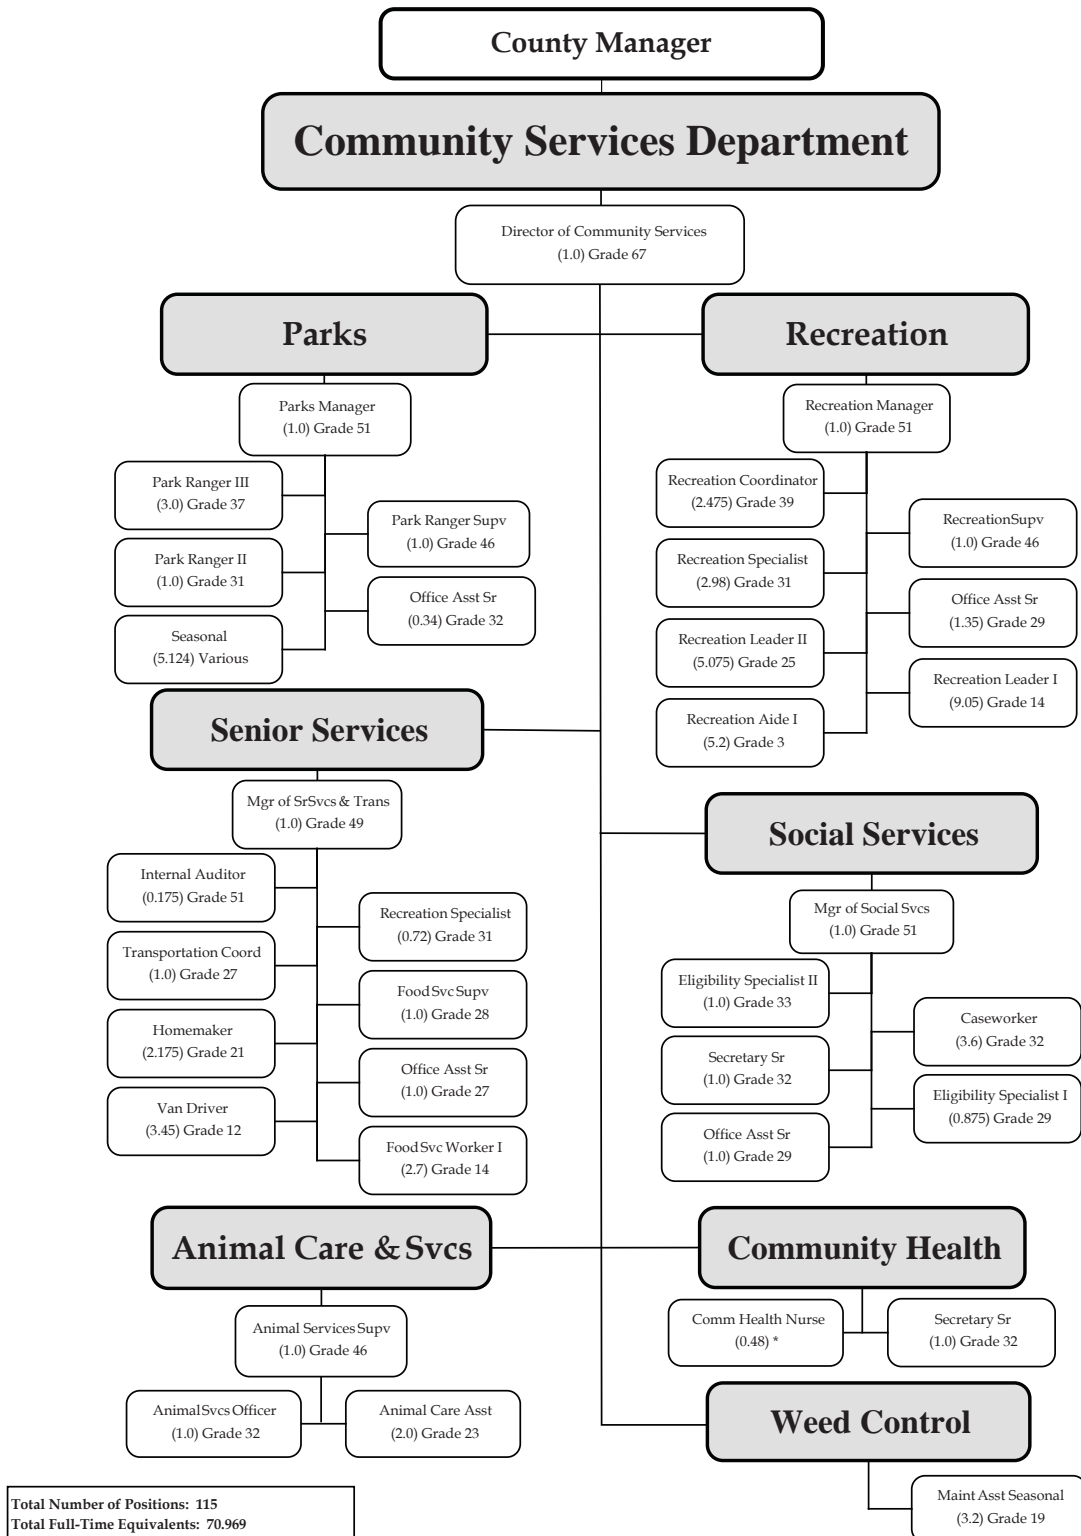 County Manager
Community Services Department
Director of Community Services
(1.0) Grade 67
Parks
Parks Manager
(1.0) Grade 51
Park Ranger III
(3.0) Grade 37
Park Ranger Supv
(1.0) Grade 46
Park Ranger II
(1.0) Grade 31
Office Asst Sr
(0.34) Grade 32
Seasonal
(5.124) Various
Recreation
Recreation Manager
(1.0) Grade 51
Recreation Coordinator
(2.475) Grade 39
RecreationSupv
(1.0) Grade 46
Recreation Specialist
(2.98) Grade 31
Office Asst Sr
(1.35) Grade 29
Recreation Leader II
(5.075) Grade 25
Recreation Leader I
(9.05) Grade 14
Recreation Aide I
(5.2) Grade 3
Senior Services
Mgr of SrSvcs & Trans
(1.0) Grade 49
Internal Auditor
(0.175) Grade 51
Recreation Specialist
(0.72) Grade 31
Transportation Coord
(1.0) Grade 27
Food Svc Supv
(1.0) Grade 28
Homemaker
(2.175) Grade 21
Office Asst Sr
(1.0) Grade 27
Van Driver
(3.45) Grade 12
Food Svc Worker I
(2.7) Grade 14
Social Services
Mgr of Social Svcs
(1.0) Grade 51
Eligibility Specialist II
(1.0) Grade 33
Caseworker
(3.6) Grade 32
Secretary Sr
(1.0) Grade 32
Eligibility Specialist I
(0.875) Grade 29
Office Asst Sr
(1.0) Grade 29
Animal Care & Svcs
Animal Services Supv
(1.0) Grade 46
Animal Svcs Officer
(1.0) Grade 32
Animal Care Asst
(2.0) Grade 23
Community Health
Comm Health Nurse
(0.48) *
Secretary Sr
(1.0) Grade 32
Weed Control
Maint Asst Seasonal
(3.2) Grade 19
Total Number of Positions: 115
Total Full-Time Equivalents: 70.969